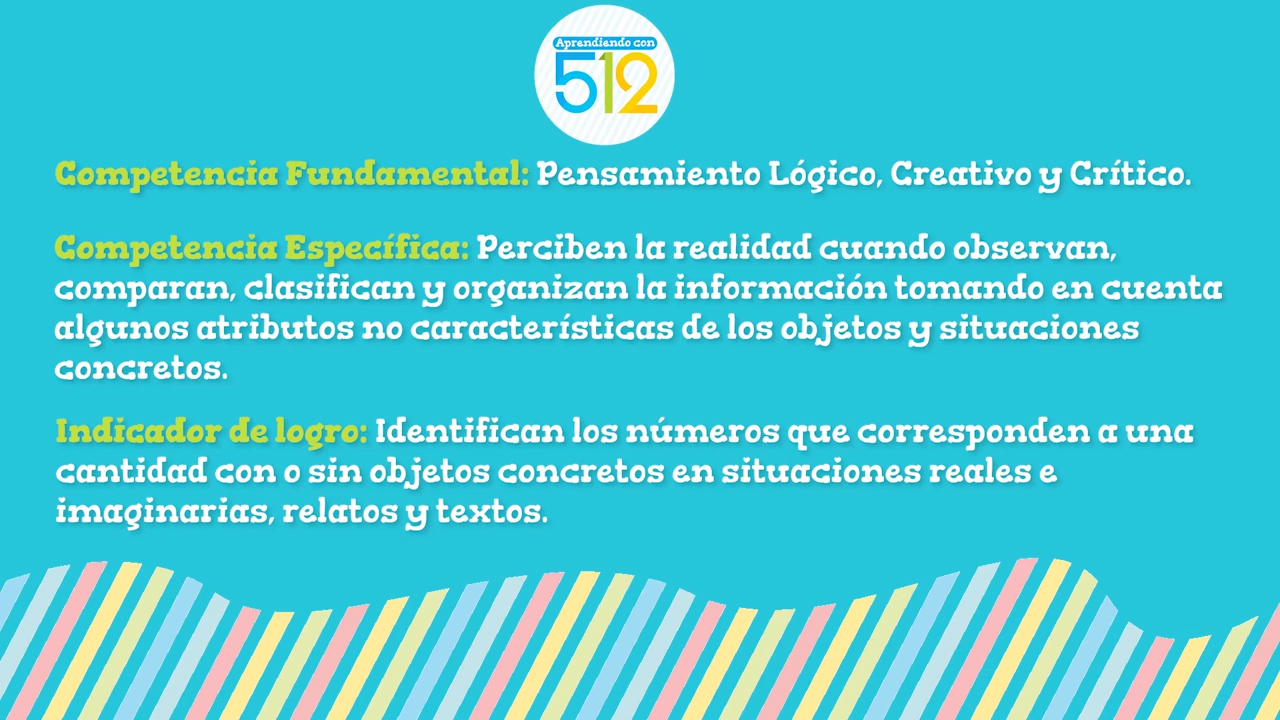 Aprendiendo con
512
Competencia Fundamental: Pensamiento Lógico, Creativo y Crítico.
Competencia Específica: Perciben la realidad cuando observan,
comparan, clasifican y organizan la información tomando en cuenta
algunos atributos no características de los objetos y situaciones
concretos.
Indicador de logro: Identifican los números que corresponden a una
cantidad con o sin objetos concretos en situaciones reales e
imaginarias, relatos y textos.